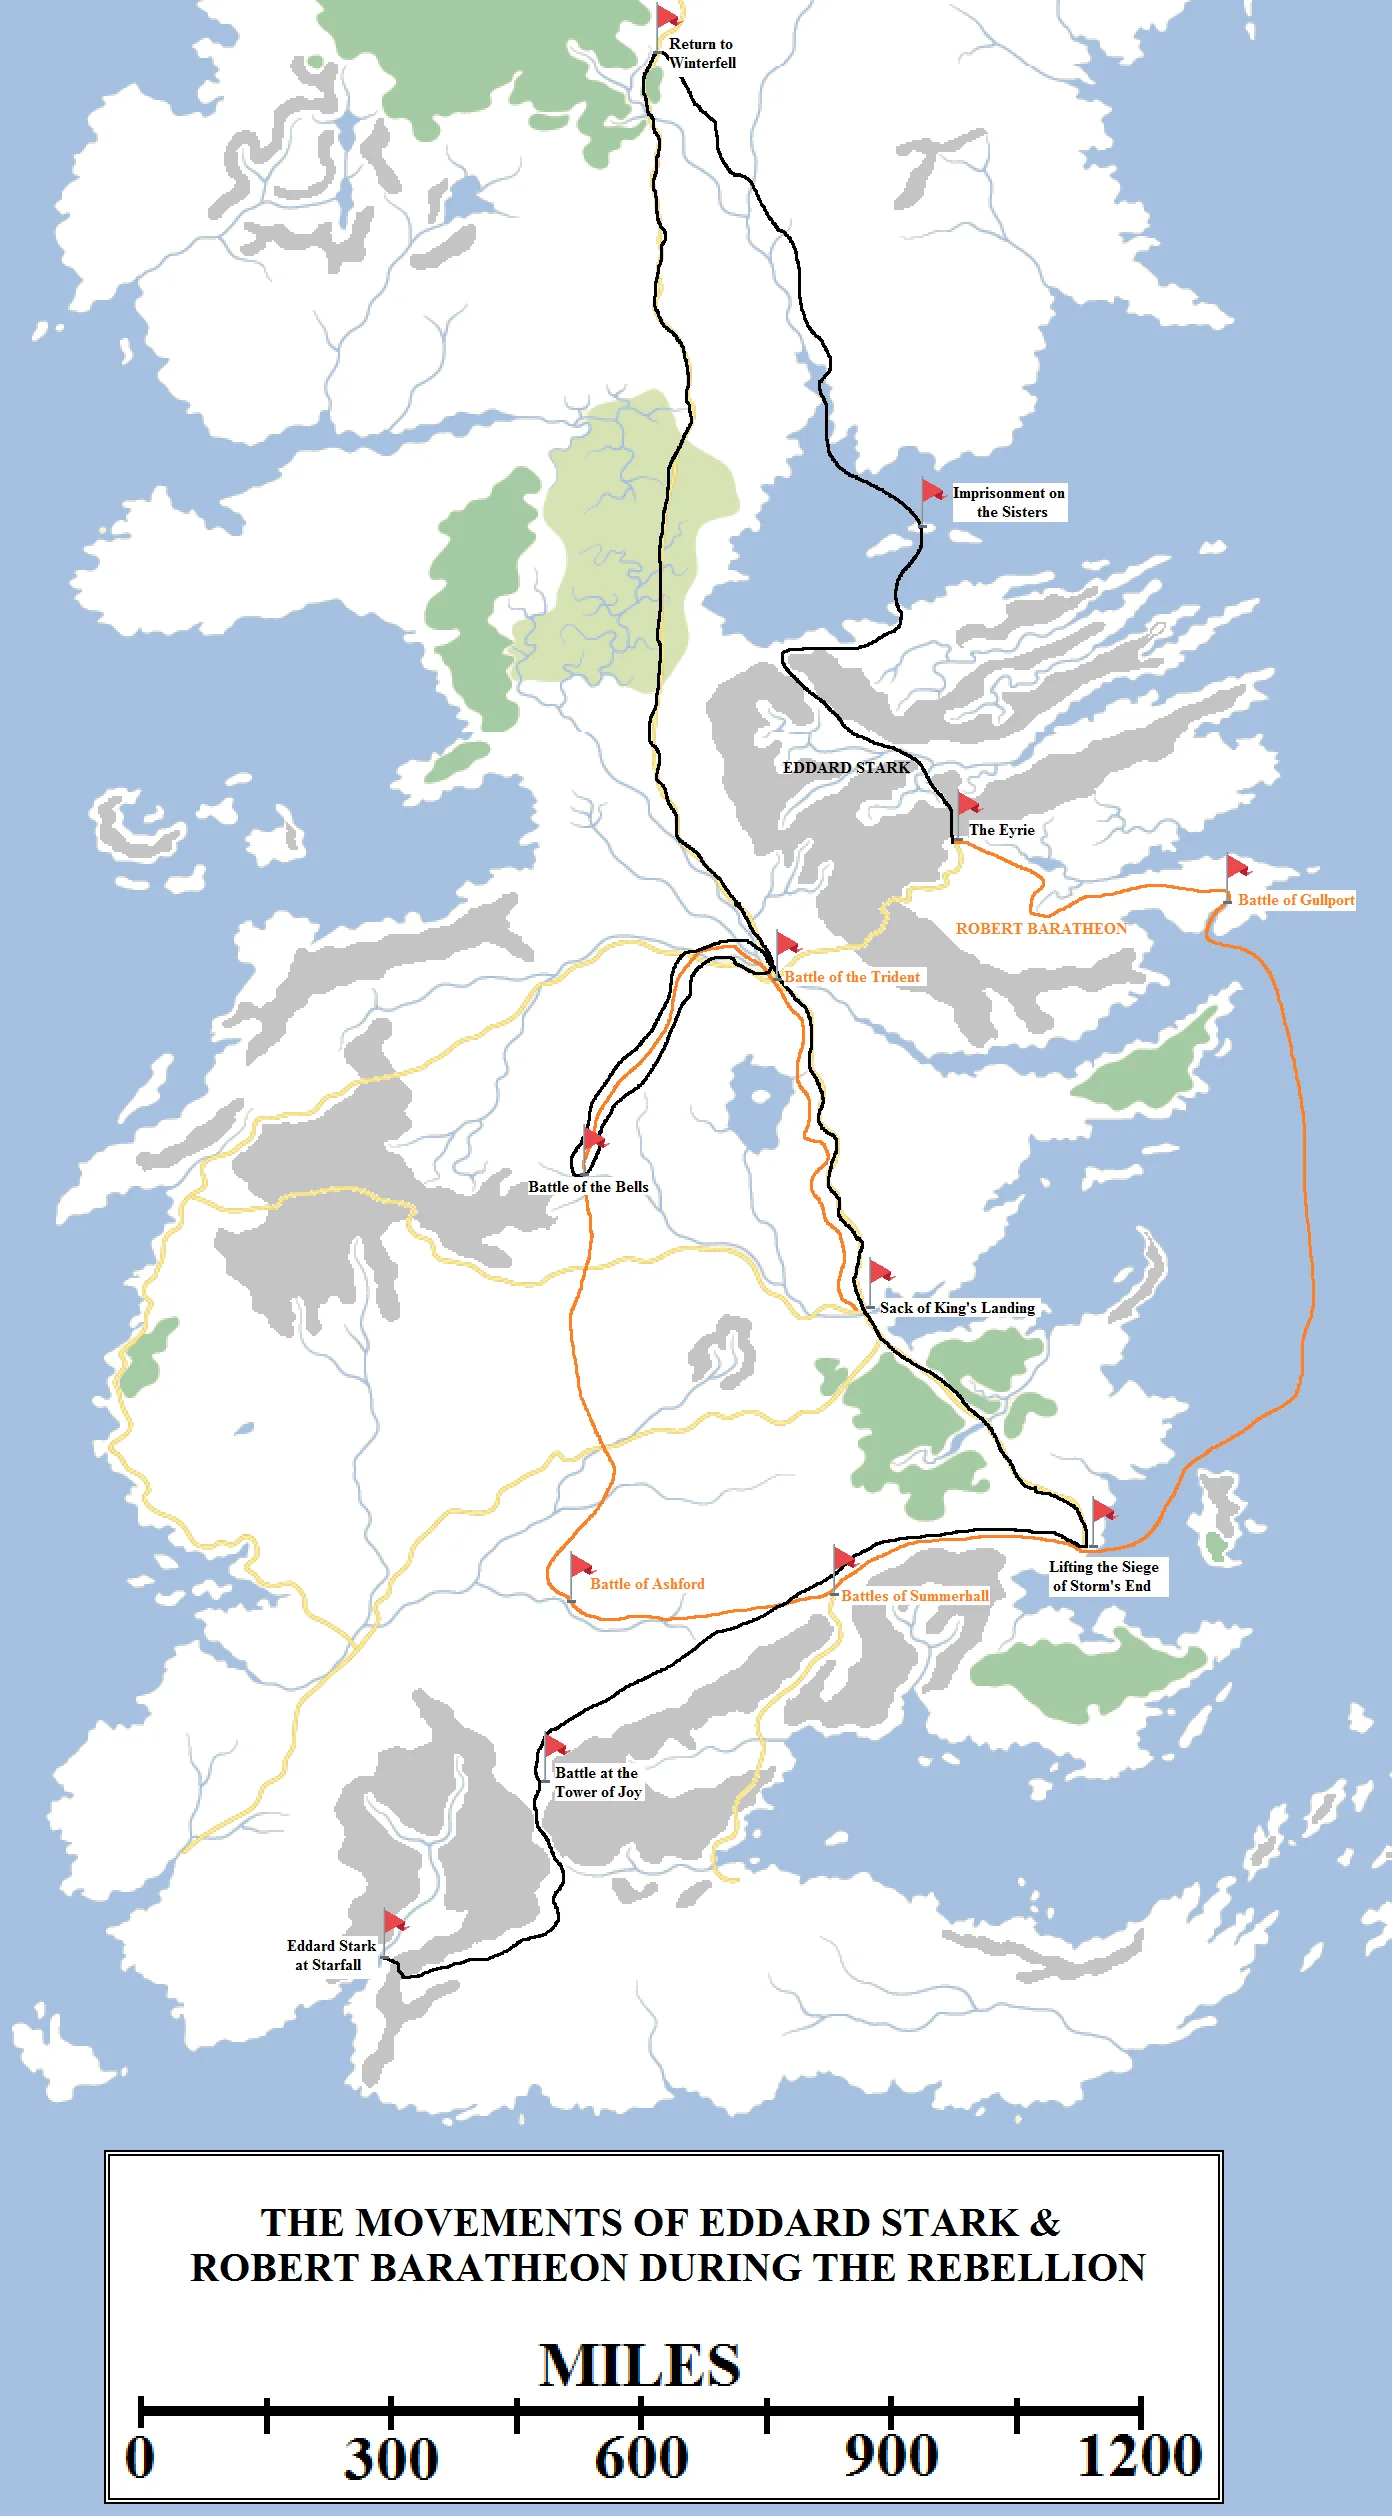 Return to
Winterfell
Imprisonment on
the Sisters
EDDARD STARK
The Eyrie
Battle of Gullport
ROBERT BARATHEON
Battle of the Trident
Battle of the Bells
Sack of King's Landing
Lifting the Siege
of Storm's End
Battle of Ashford
Battles of Summerhall
Battle at the
Tower of Joy
Eddard Stark
at Starfall
THE MOVEMENTS OF EDDARD STARK &
ROBERT BARATHEON DURING THE REBELLION
MILES
0 300 600 900 1200